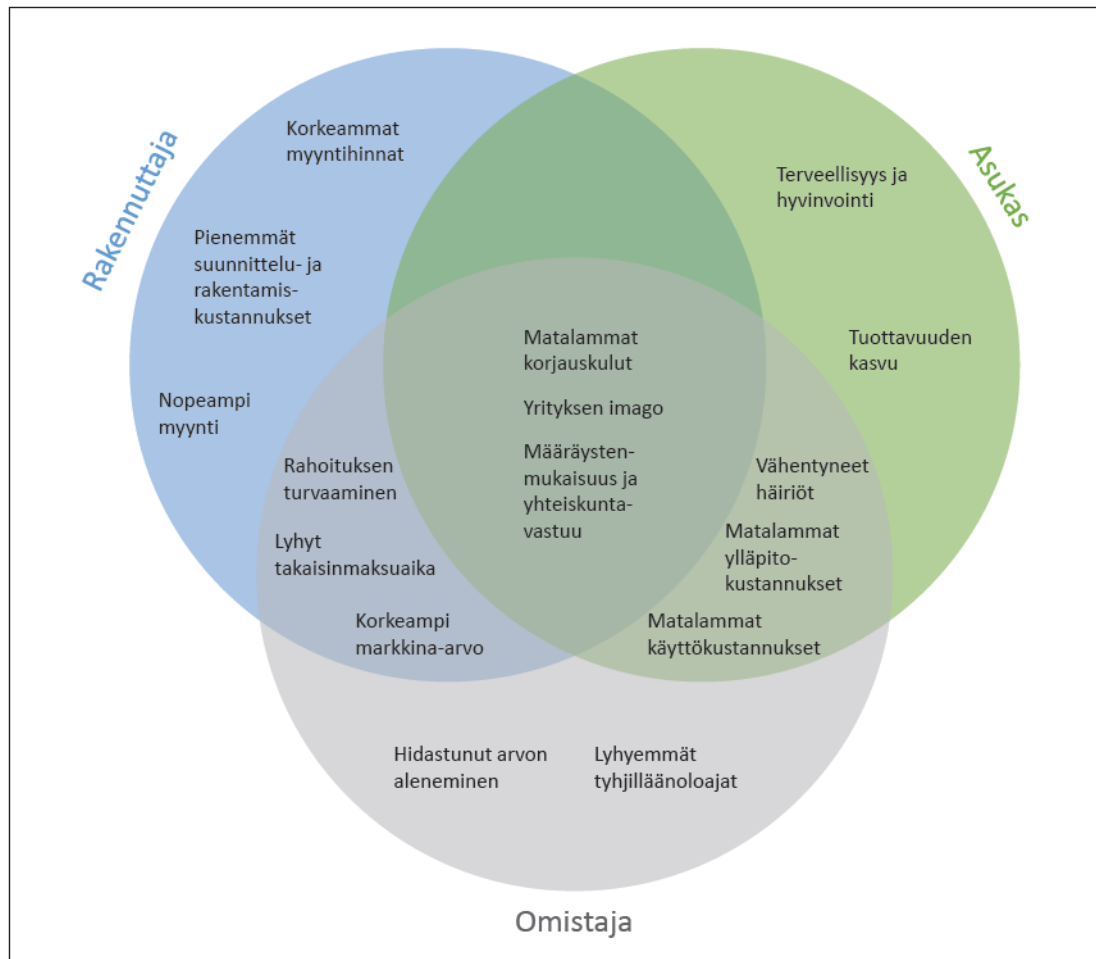 Rakennuttaja
Asukas
Korkeammat
myyntihinnat
Terveellisyys ja
hyvinvointi
Pienemmät
suunnittelu- ja
rakentamis-
kustannukset
Matalammat
korjauskulut
Tuottavuuden
kasvu
Nopeampi
myynti
Yrityksen imago
Määräysten-
mukaisuus ja
yhteiskunta-
vastuu
Rahoituksen
turvaaminen
Vähentyneet
häiriöt
Lyhyt
takaisinmaksuaika
Matalammat
ylläpito-
kustannukset
Korkeampi
markkina-arvo
Matalammat
käyttökustannukset
Hidastunut arvon
aleneminen
Lyhyemmät
tyhjilläänoloajat
Omistaja